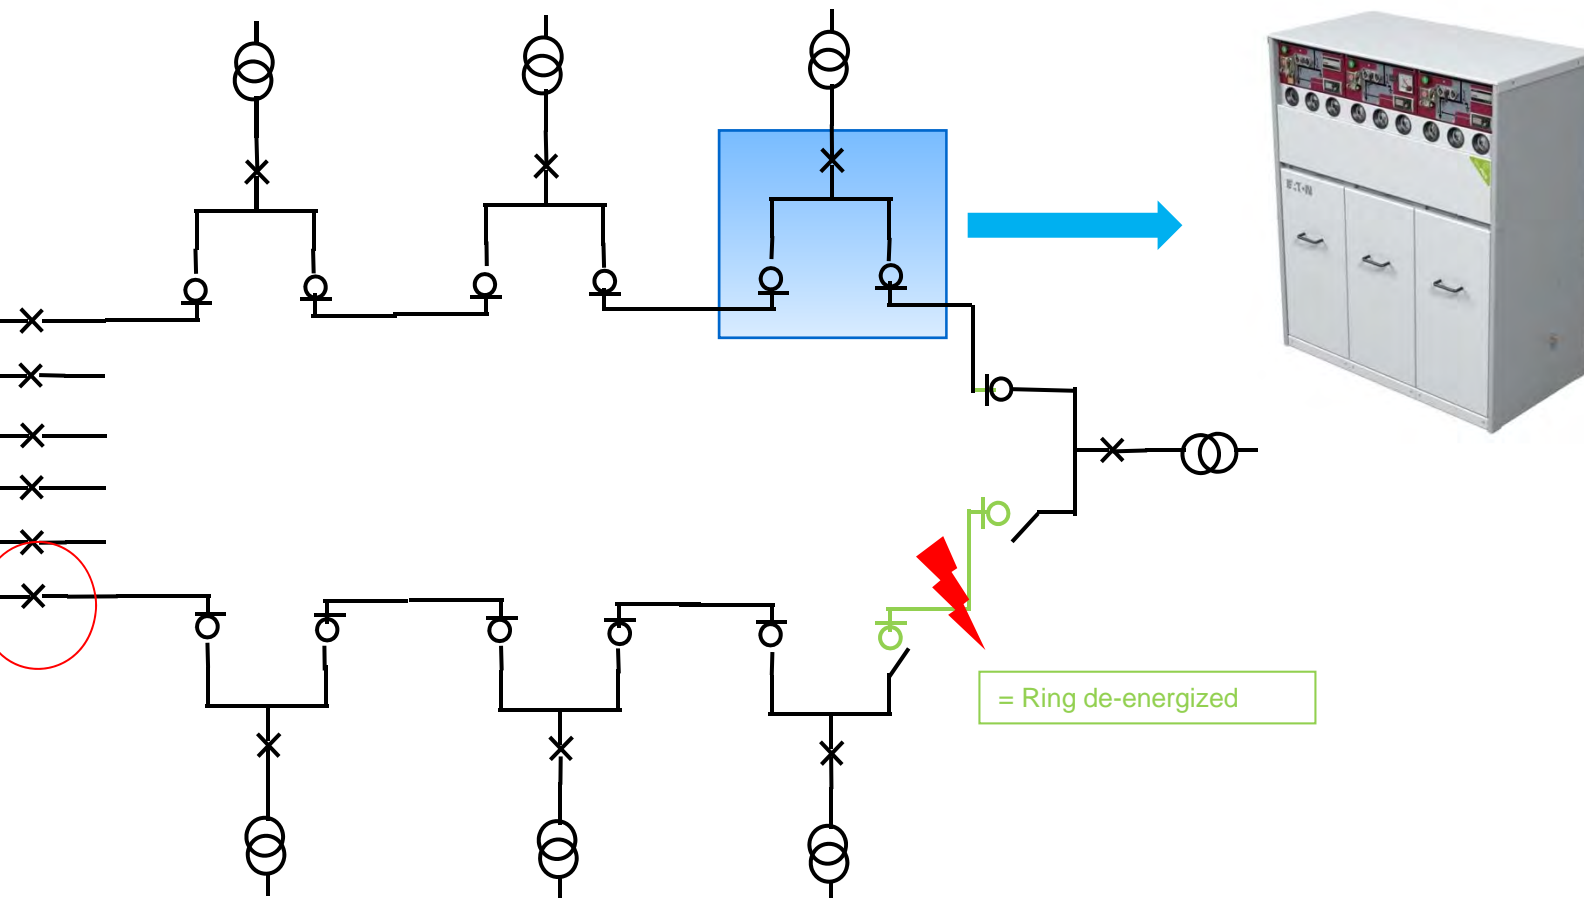 E·T·N
= Ring de-energized